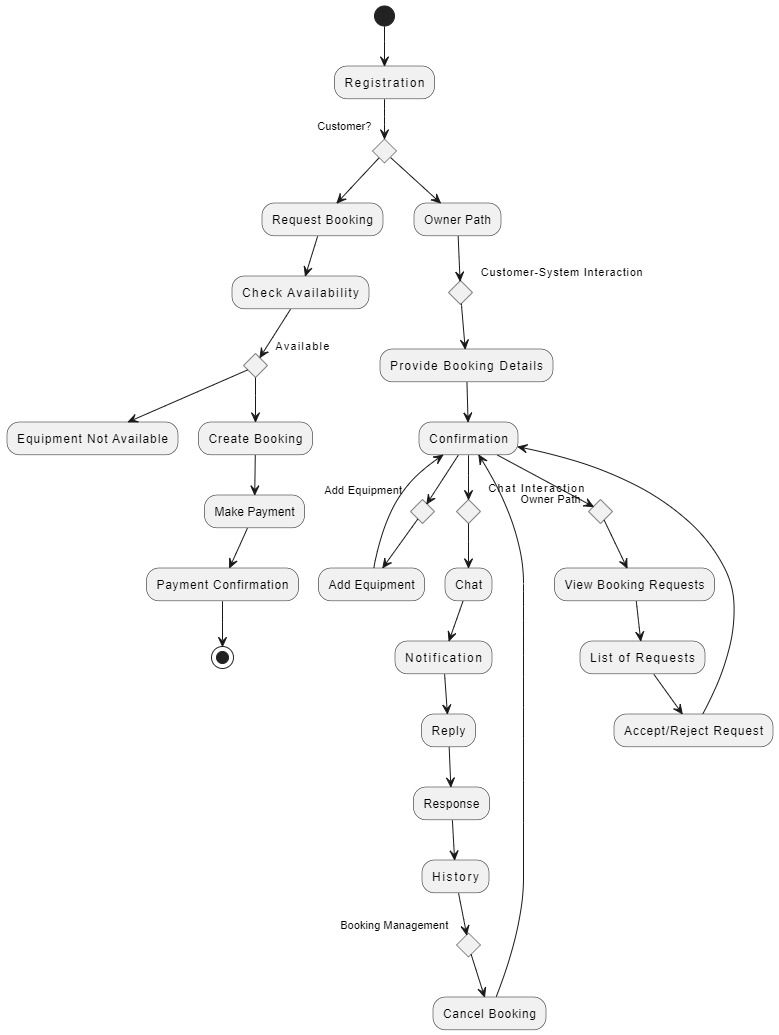 Registration
Customer?
Request Booking
Owner Path
Customer-System Interaction
Check Availability
Available
Provide Booking Details
Equipment Not Available
Create Booking
Confirmation
Add Equipment
Chat Interaction
Owner Path
Make Payment
Payment Confirmation
Add Equipment
Chat
View Booking Requests
Notification
List of Requests
Reply
Accept/Reject Request
Response
History
Booking Management
Cancel Booking